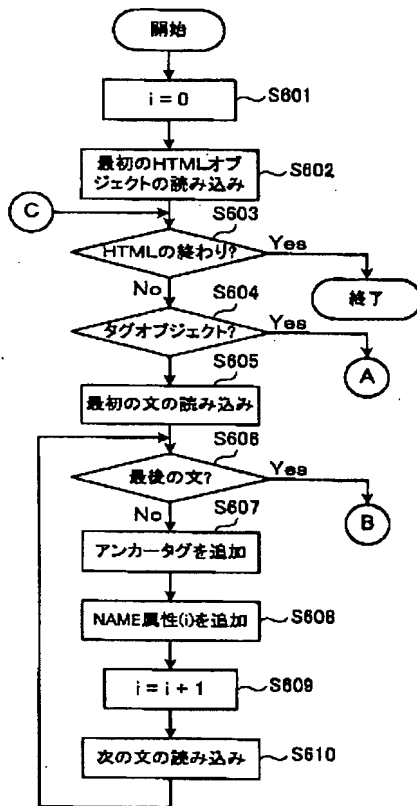 開始
i = 0
S601
最初のHTMLオブ
ジェクトの読み込み
S602
C
S603
HTMLの終わり?
Yes
No
終了
S604
タグオブジェクト?
Yes
A
S605
最初の文の読み込み
S606
最後の文?
Yes
No
B
S607
アンカータグを追加
NAME属性(i)を追加
S608
i = i + 1
S609
次の文の読み込み
S610